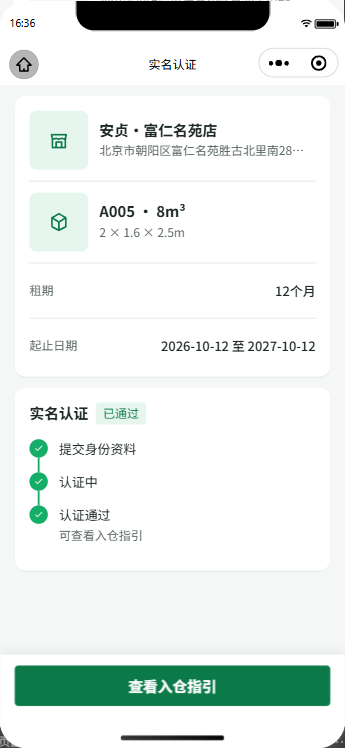 16:36
实名认证
安贞·富仁名苑店
北京市朝阳区富仁名苑胜古北里南28···
A005 · 8m³
2 × 1.6 × 2.5m
租期
12个月
起止日期
2026-10-12 至 2027-10-12
实名认证
已通过
提交身份资料
认证中
认证通过
可查看入仓指引
查看入仓指引